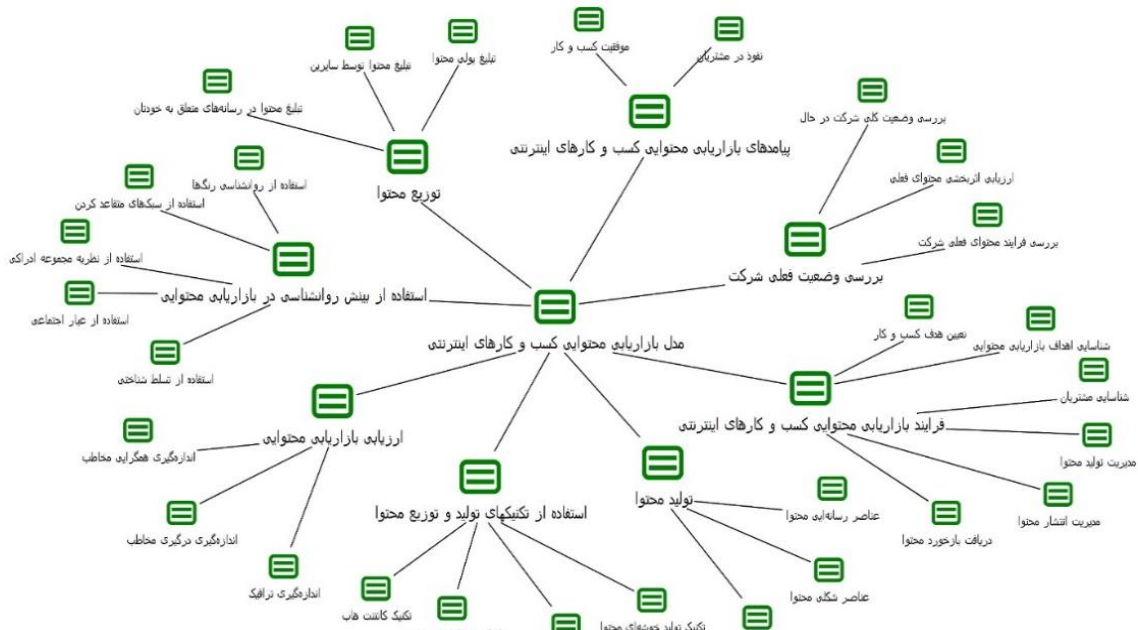 نفوذ در مشتریان
موفقیت کسب و کار
پیامدهای بازاریابی محتوایی کسب و کارهای اینترنتی
تبلیغ پولی محتوا
تبلیغ محتوا توسط سایرین
تبلیغ محتوا در رسانه‌های متعلق به خودتان
توزیع محتوا
بررسی وضعیت کلی شرکت در حال
ارزیابی اثربخشی محتوای فعلی
بررسی فرایند محتوای فعلی شرکت
بررسی وضعیت فعلی شرکت
استفاده از روانشناسی رنگ‌ها
استفاده از سبک‌های متقاعد کردن
استفاده از نظریه مجموعه ادراکی
استفاده از عیار اجتماعی
استفاده از تسلط شناختی
استفاده از بینش روانشناسی در بازاریابی محتوایی
مدل بازاریابی محتوایی کسب و کارهای اینترنتی
تعیین هدف کسب و کار
شناسایی اهداف بازاریابی محتوایی
شناسایی مشتریان
مدیریت تولید محتوا
مدیریت انتشار محتوا
دریافت بازخورد محتوا
فرایند بازاریابی محتوایی کسب و کارهای اینترنتی
ارزیابی بازاریابی محتوایی
اندازه‌گیری همگرایی مخاطب
اندازه‌گیری درگیری مخاطب
اندازه‌گیری ترافیک
استفاده از تکنیکهای تولید و توزیع محتوا
تکنیک کانتنت هاب
تکنیک تولید خوشه‌ای محتوا
تولید محتوا
عناصر رسانه‌ایی محتوا
عناصر شکلی محتوا